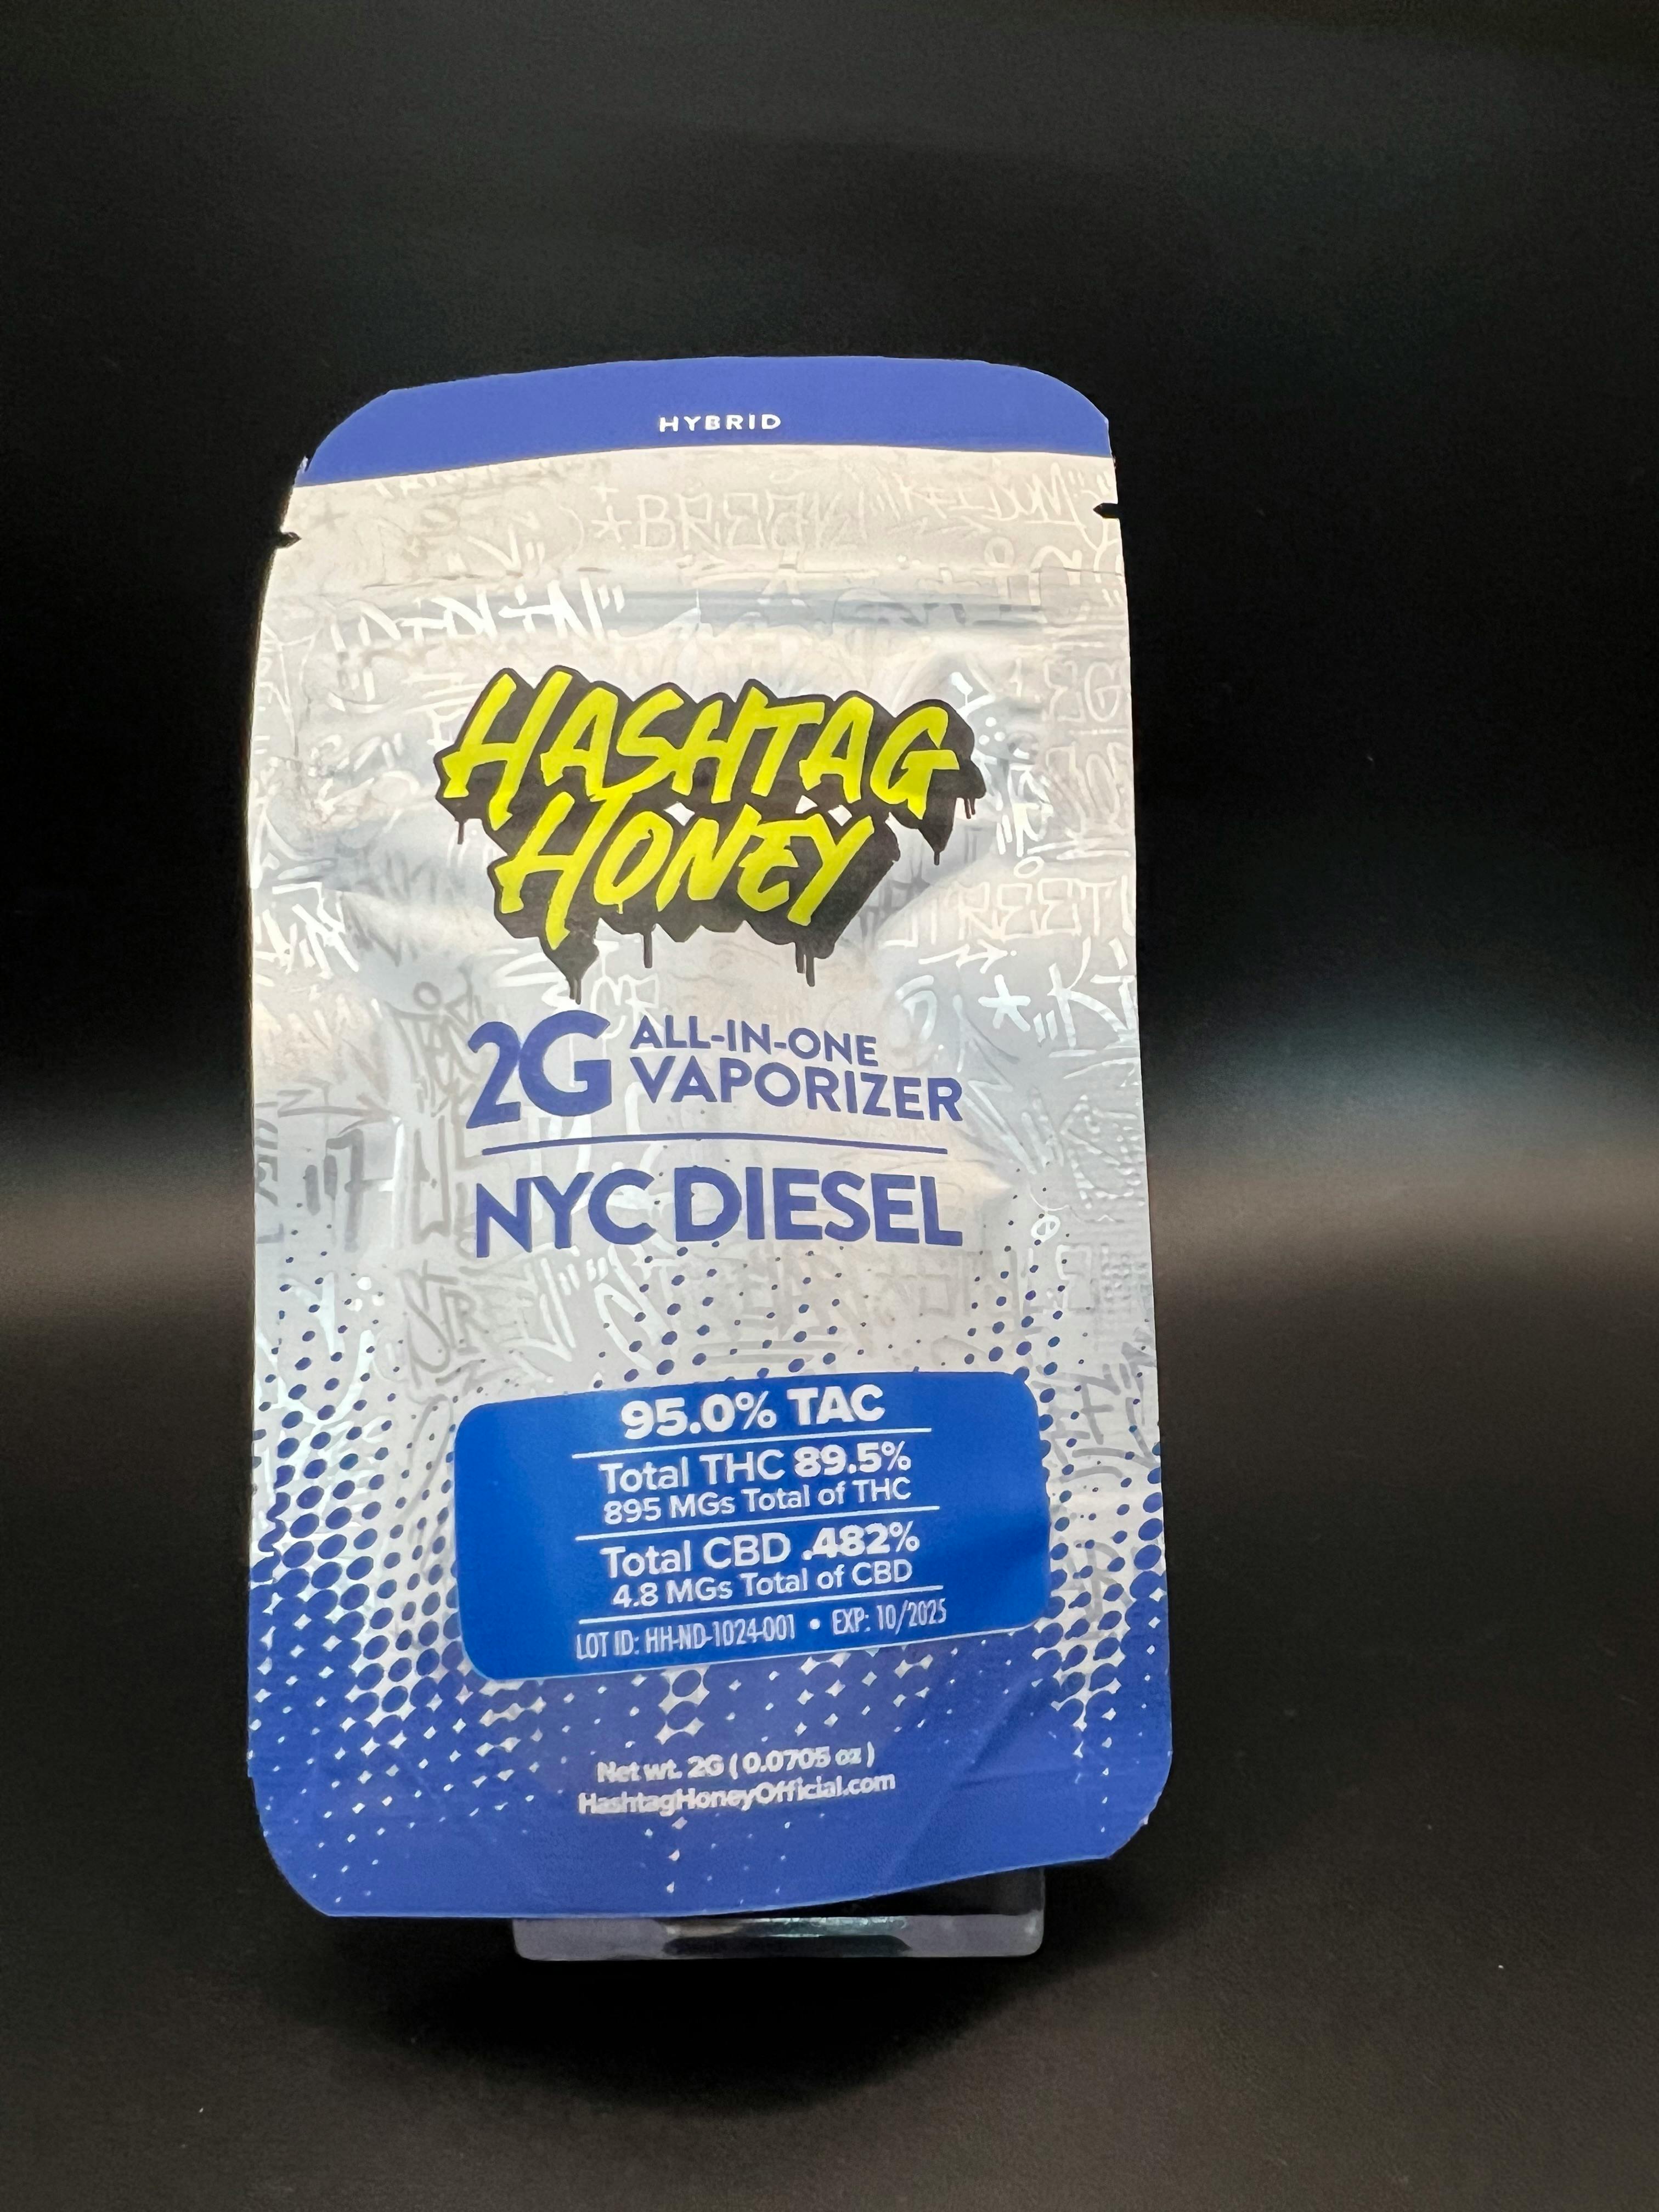 HYBRID
HASHTAG
HONEY
2G ALL-IN-ONE
VAPORIZER
NYC DIESEL
95.0% TAC
Total THC 89.5%
895 MGs Total of THC
Total CBD .482%
4.8 MGs Total of CBD
LOT ID: HH-ND-1024-001 • EXP: 10/2025
Net wt. 2G (0.0705 oz)
HashtagHoneyOfficial.com